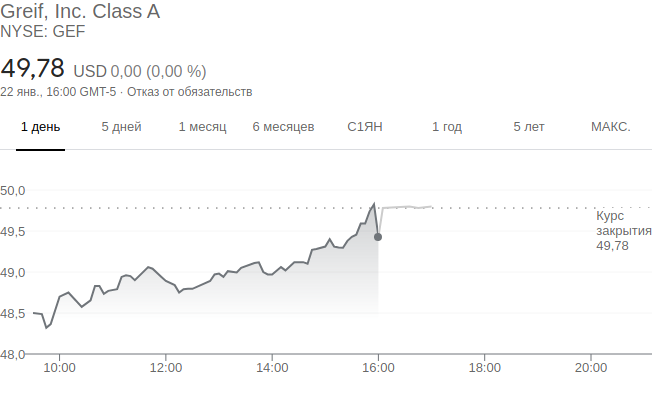 Greif, Inc. Class A
NYSE: GEF
49,78 USD 0,00 (0,00 %)
22 янв., 16:00 GMT-5 · Отказ от обязательств
1 день 5 дней 1 месяц 6 месяцев С1ЯН 1 год 5 лет МАКС.
50,0
Курс
закрытия
49,78
49,5
49,0
48,5
48,0
10:00 12:00 14:00 16:00 18:00 20:00